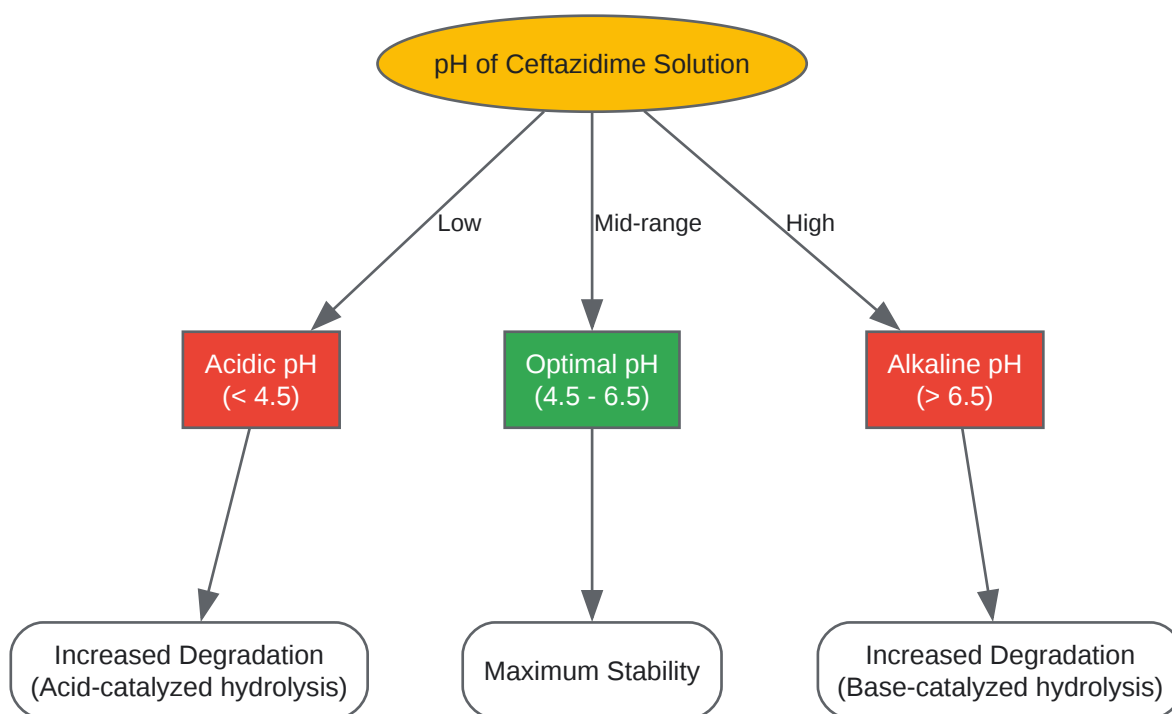 pH of Ceftazidime Solution
Low
Mid-range
High
Acidic pH
(< 4.5)
Optimal pH
(4.5 - 6.5)
Alkaline pH
(> 6.5)
Increased Degradation
(Acid-catalyzed hydrolysis)
Maximum Stability
Increased Degradation
(Base-catalyzed hydrolysis)